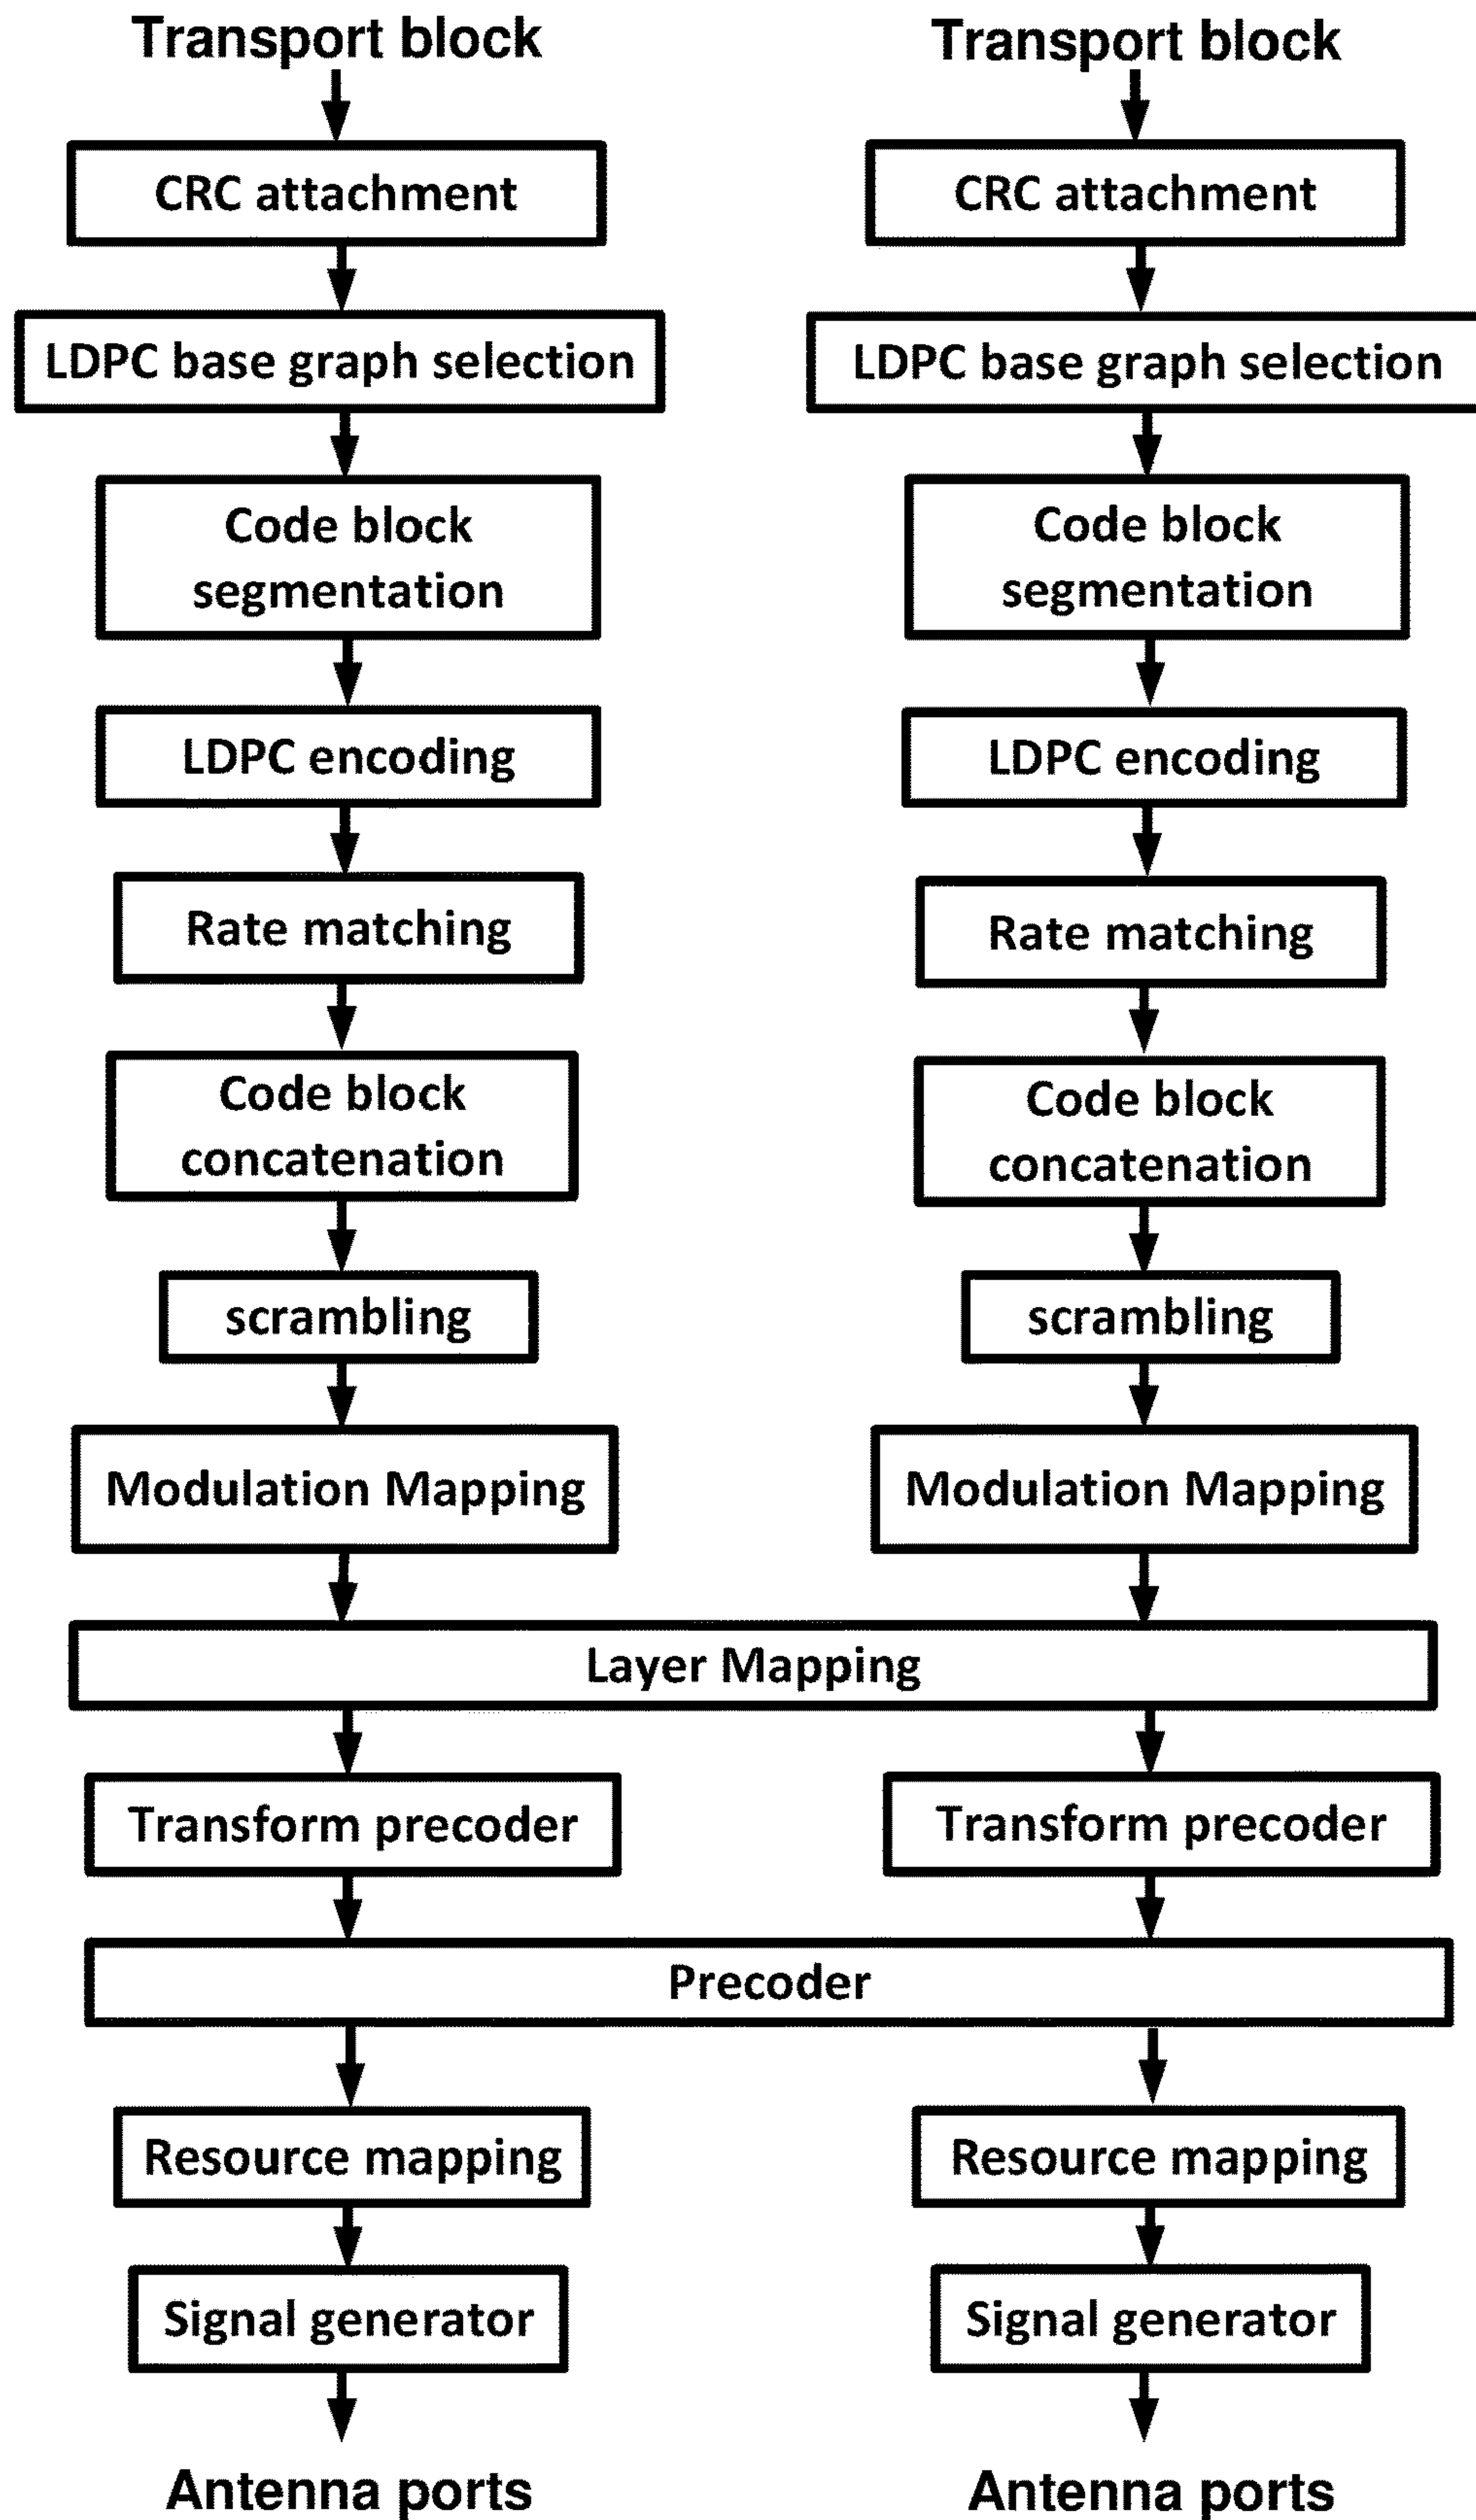 Transport block
Transport block
CRC attachment
CRC attachment
LDPC base graph selection
LDPC base graph selection
Code block
segmentation
Code block
segmentation
LDPC encoding
LDPC encoding
Rate matching
Rate matching
Code block
concatenation
Code block
concatenation
scrambling
scrambling
Modulation Mapping
Modulation Mapping
Layer Mapping
Transform precoder
Transform precoder
Precoder
Resource mapping
Resource mapping
Signal generator
Signal generator
Antenna ports
Antenna ports